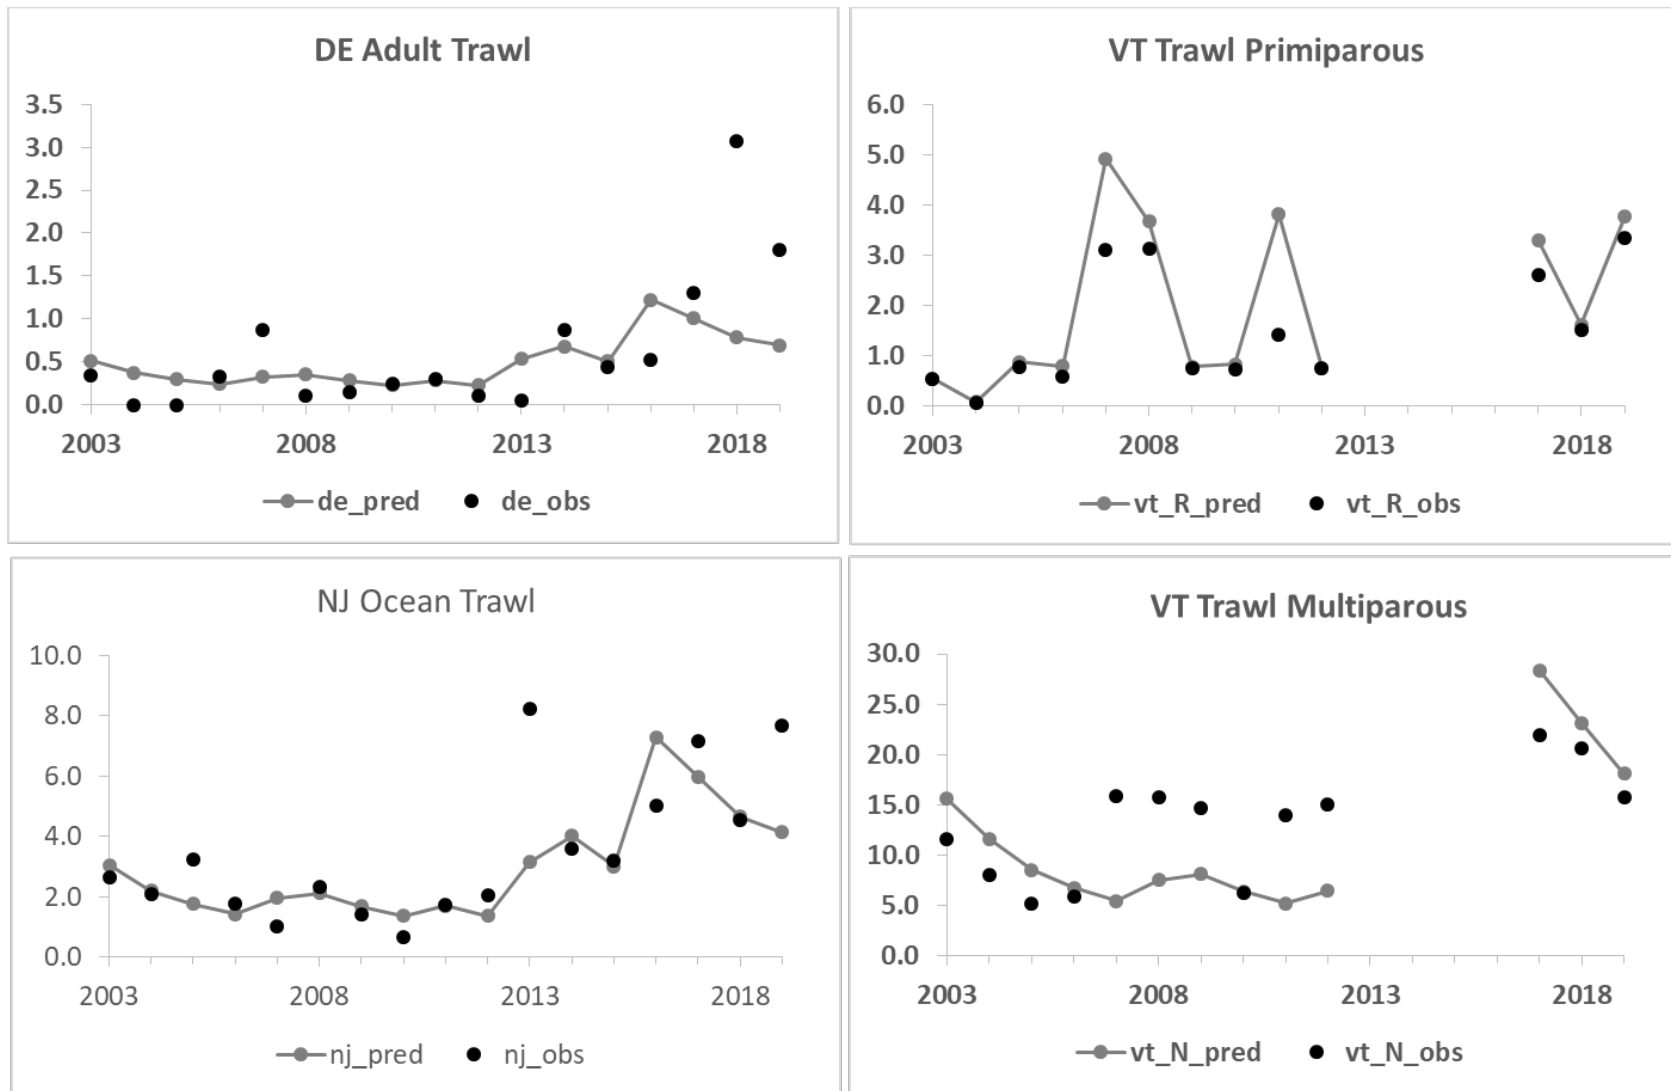 DE Adult Trawl
3.5
3.0
2.5
2.0
1.5
1.0
0.5
0.0
2003 2008 2013 2018
de_pred de_obs
VT Trawl Primiparous
6.0
5.0
4.0
3.0
2.0
1.0
0.0
2003 2008 2013 2018
vt_R_pred vt_R_obs
NJ Ocean Trawl
10.0
8.0
6.0
4.0
2.0
0.0
2003 2008 2013 2018
nj_pred nj_obs
VT Trawl Multiparous
30.0
25.0
20.0
15.0
10.0
5.0
0.0
2003 2008 2013 2018
vt_N_pred vt_N_obs